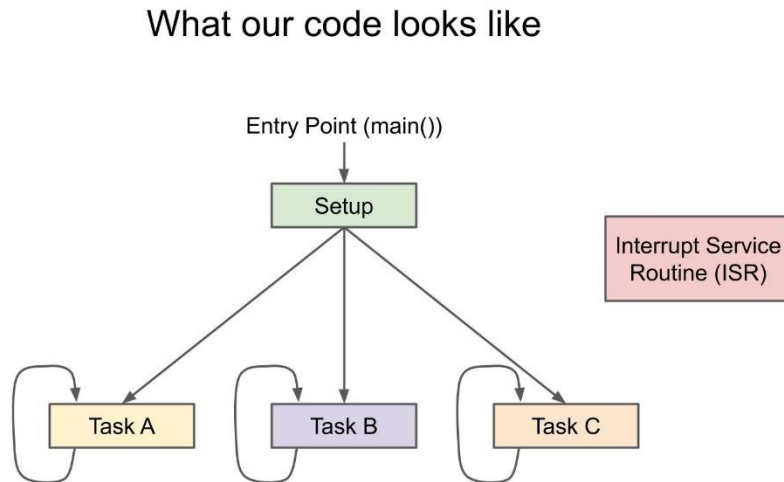 What our code looks like
Entry Point (main())
Setup
Interrupt Service
Routine (ISR)
Task A
Task B
Task C